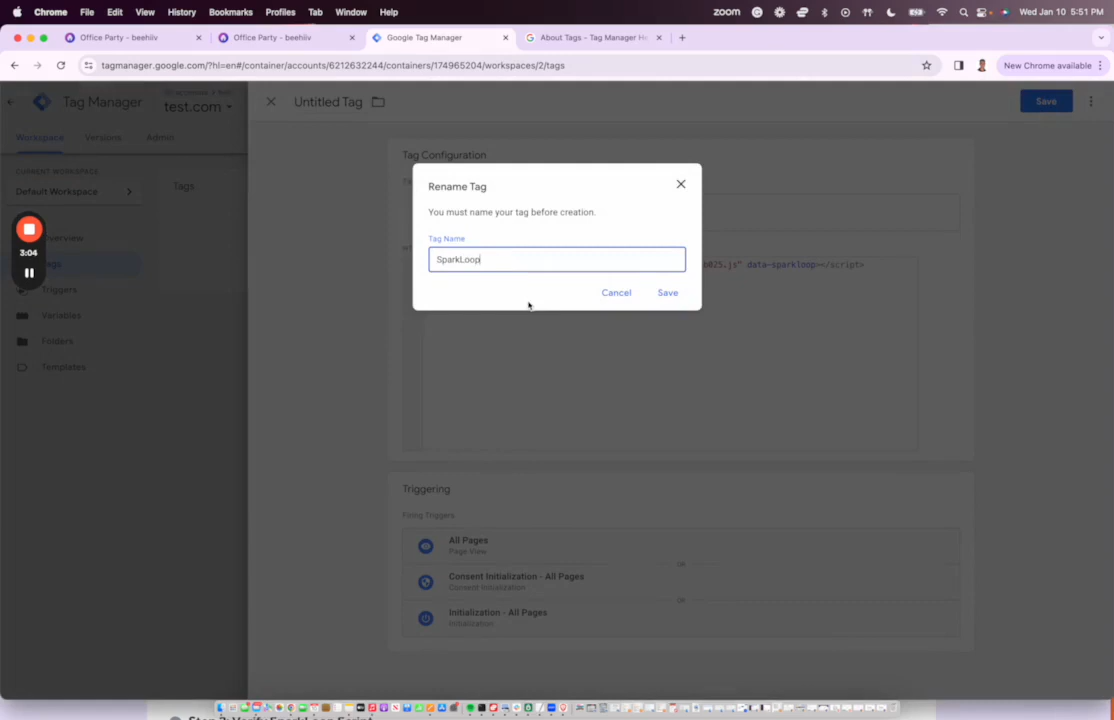 Chrome File Edit View History Bookmarks Profiles Tab Window Help
zoom Wed Jan 10 5:51 PM
Office Party - beehiiv Office Party - beehiiv Google Tag Manager About Tags - Tag Manager He
tagmanager.google.com/?hl=en#/container/accounts/6212632244/containers/174965204/workspaces/2/tags New Chrome available
Tag Manager test.com Untitled Tag Save
Workspace Versions Admin
Tag Configuration
CURRENT WORKSPACE
Default Workspace
Tags
3:04
Triggers
Variables
Folders
Templates
Rename Tag
You must name your tag before creation.
Tag Name
SparkLoop
Cancel Save
b025.js" data-sparkloop></script>
Triggering
Firing Triggers
All Pages
Page View
OR
Consent Initialization - All Pages
Consent Initialization
OR
Initialization - All Pages
Initialization